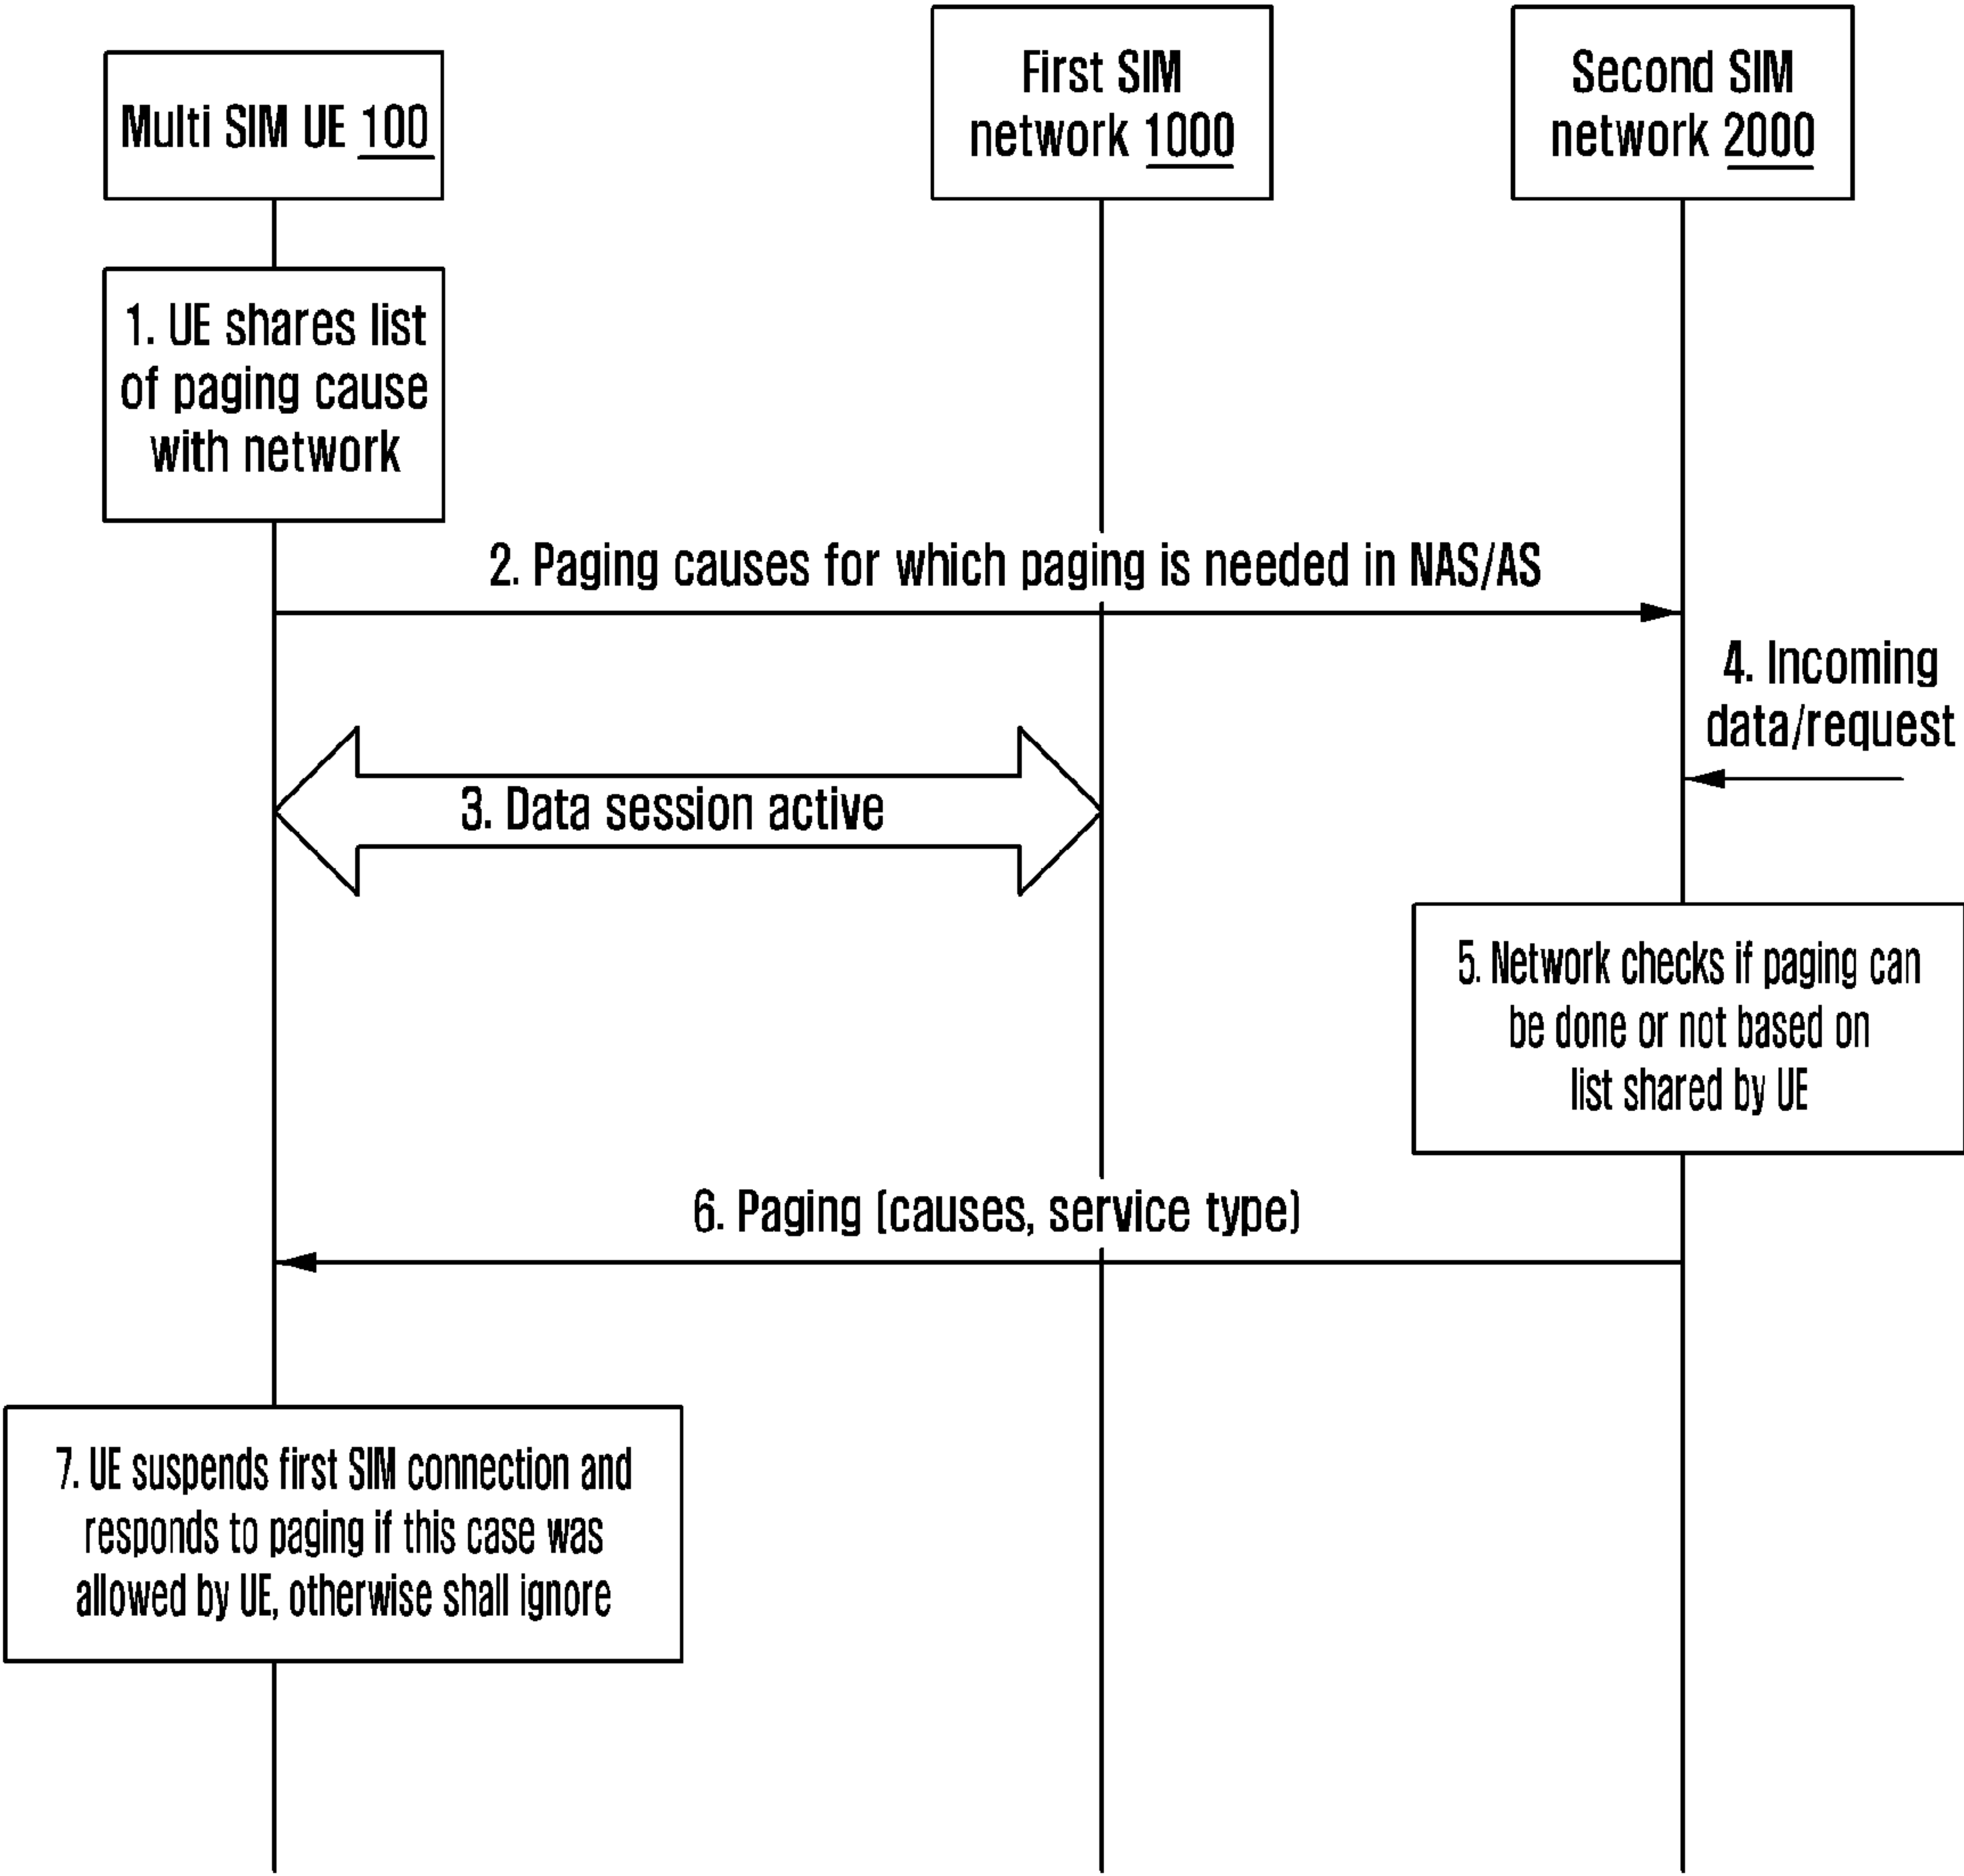 Multi SIM UE 100
First SIM
network 1000
Second SIM
network 2000
1. UE shares list
of paging cause
with network
2. Paging causes for which paging is needed in NAS/AS
4. Incoming
data/request
3. Data session active
5. Network checks if paging can
be done or not based on
list shared by UE
6. Paging (causes, service type)
7. UE suspends first SIM connection and
responds to paging if this case was
allowed by UE, otherwise shall ignore